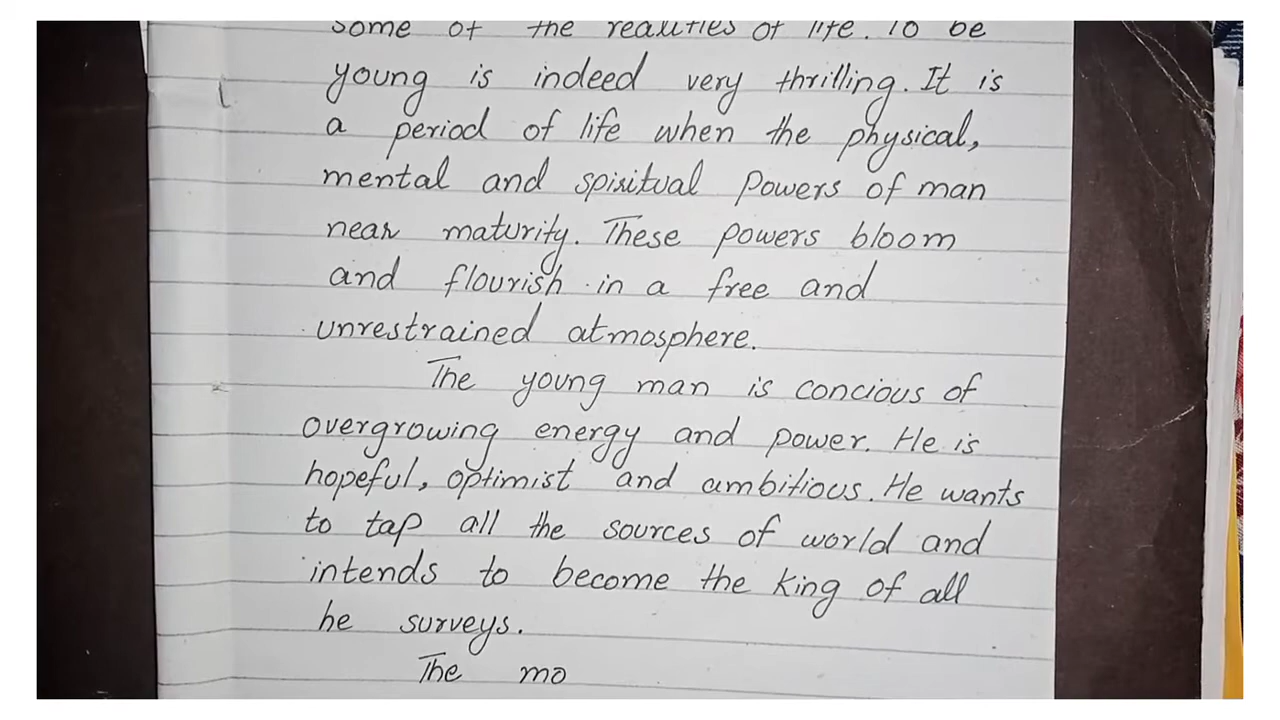 some of the realities of life. To be
young is indeed very thrilling. It is
a period of life when the physical,
mental and spiritual powers of man
near maturity. These powers bloom
and flourish in a free and
unrestrained atmosphere.
The young man is concious of
overgrowing energy and power. He is
hopeful, optimist and ambitious. He wants
to tap all the sources of world and
intends to become the king of all
he surveys.
The mo